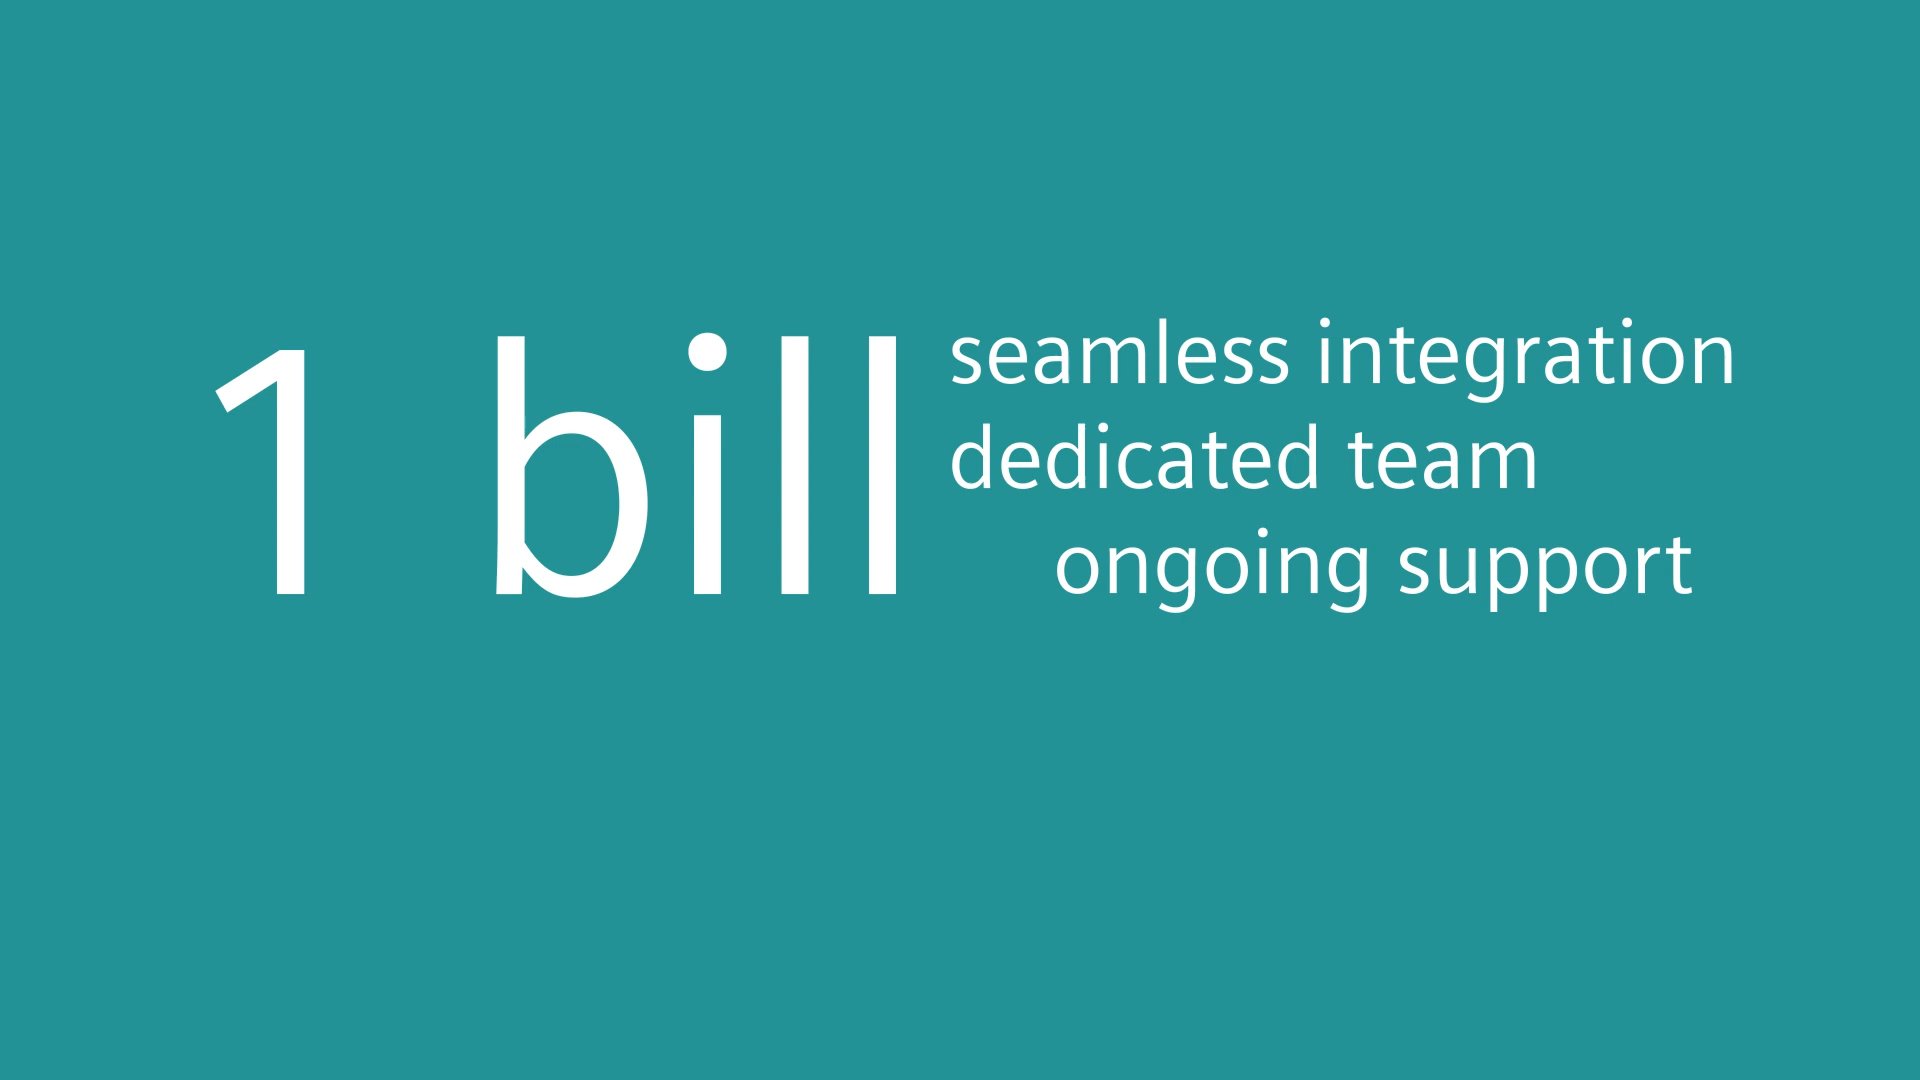 1 bill
seamless integration
dedicated team
ongoing support